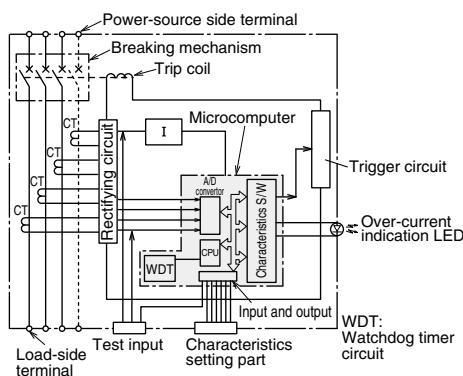 Power-source side terminal
Breaking mechanism
Trip coil
Microcomputer
CT
CT
CT
CT
Rectifying circuit
I
A/D
convertor
CPU
WDT
Characteristics S/W
Trigger circuit
Over-current
indication LED
Input and output
WDT:
Watchdog timer
circuit
Load-side
terminal
Test input
Characteristics
setting part